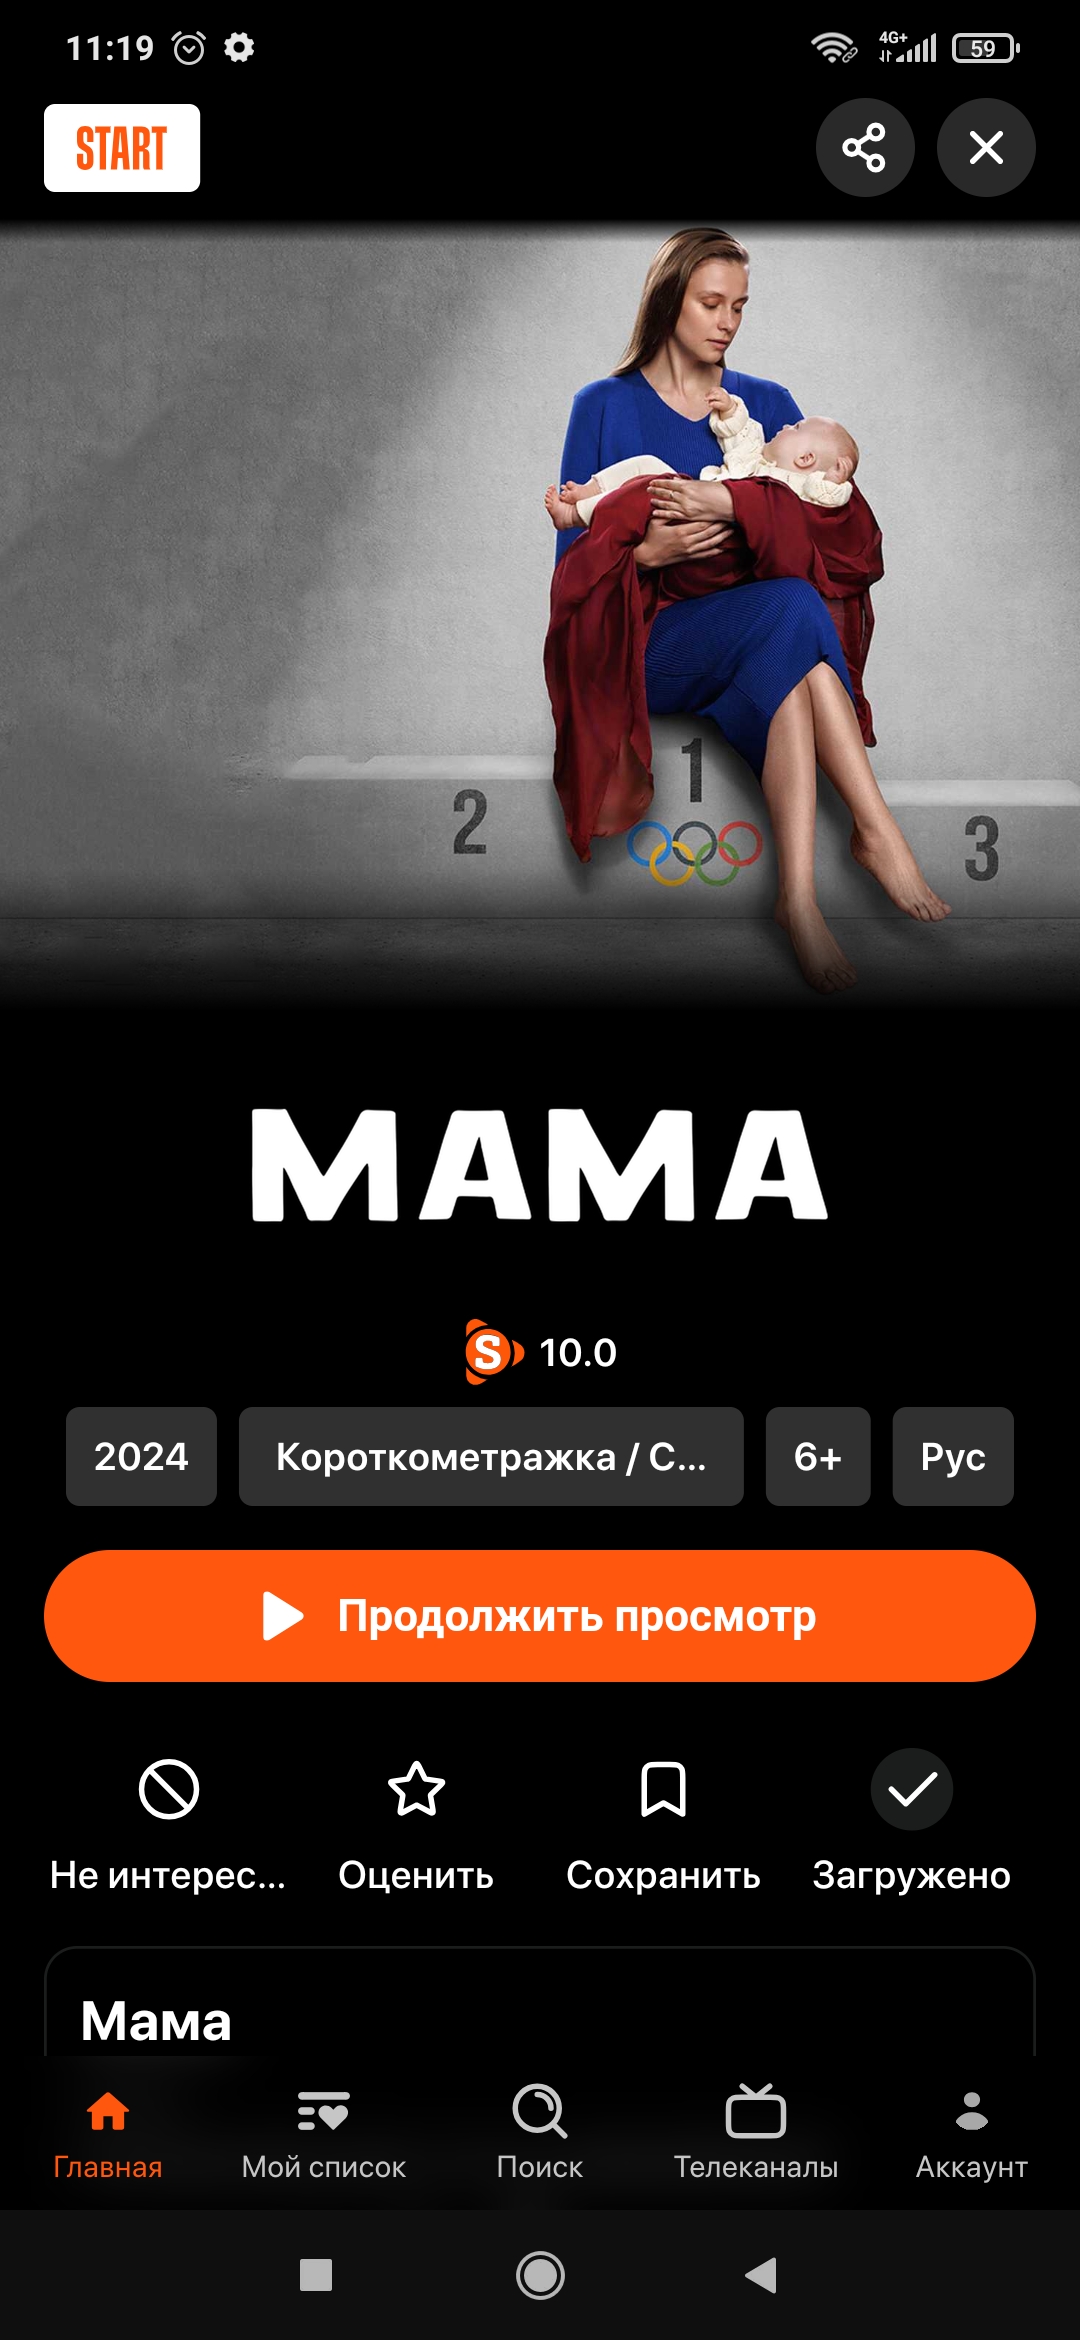 11:19
4G+
59
START
1
2
3
МАМА
S 10.0
2024
Короткометражка / С...
6+
Рус
Продолжить просмотр
Не интерес...
Оценить
Сохранить
Загружено
Мама
Главная
Мой список
Поиск
Телеканалы
Аккаунт